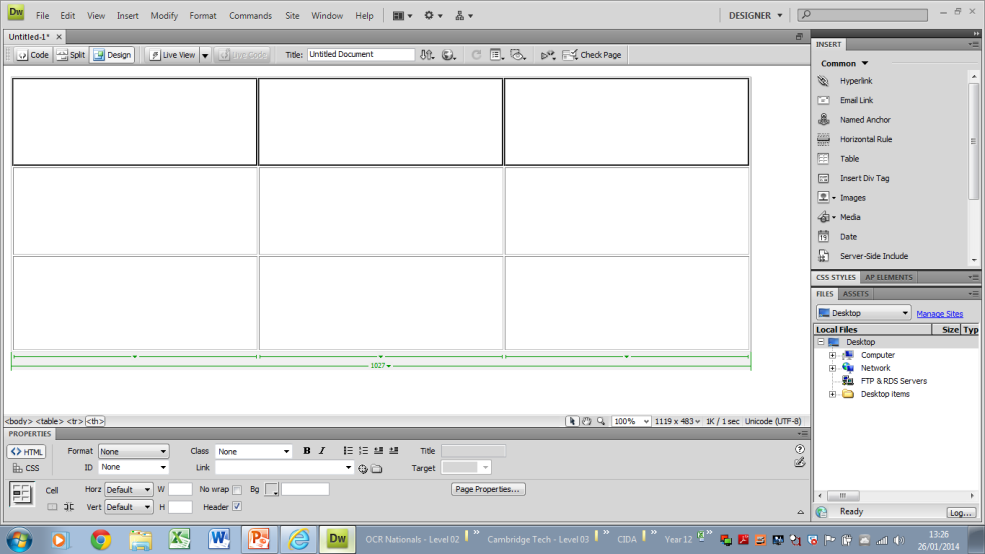 Dw File Edit View Insert Modify Format Commands Site Window Help DESIGNER
Untitled-1*
Code Split Design Live View Live Code Title: Untitled Document Check Page
INSERT
Common
Hyperlink
Email Link
Named Anchor
Horizontal Rule
Table
Insert Div Tag
Images
Media
Date
Server-Side Include
CSS STYLES AP ELEMENTS
FILES ASSETS
Desktop Manage Sites
Local Files Size Typ
Desktop
Computer
Network
FTP & RDS Servers
Desktop items
1027
<body> <table> <tr> <th> 100% 1119 x 483 1K / 1 sec Unicode (UTF-8)
PROPERTIES
<> HTML Format None Class None B I Title
CSS ID None Link Target
Cell Horz Default W No wrap Bg Page Properties...
Vert Default H Header
Ready Log...
Dw OCR Nationals - Level 02 Cambridge Tech - Level 03 CIDA Year 12 13:26
26/01/2014